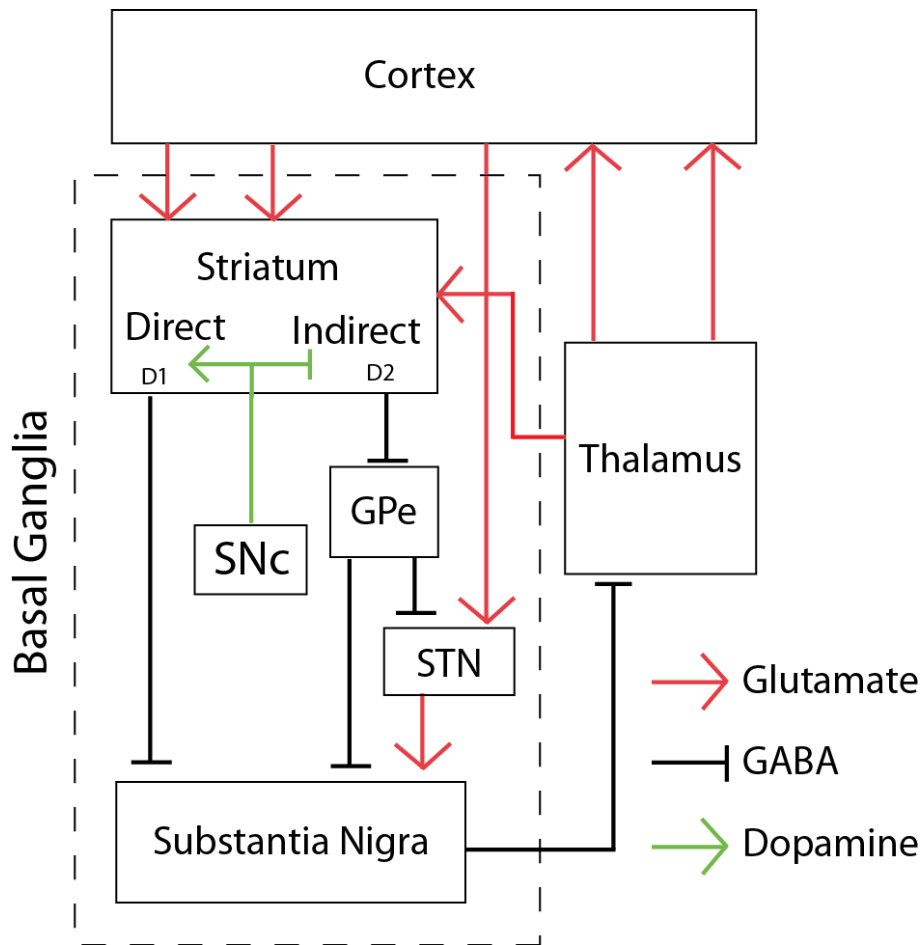 Cortex
Striatum
Direct
Indirect
D1
D2
Thalamus
GPe
SNc
Basal Ganglia
STN
Glutamate
GABA
Substantia Nigra
Dopamine